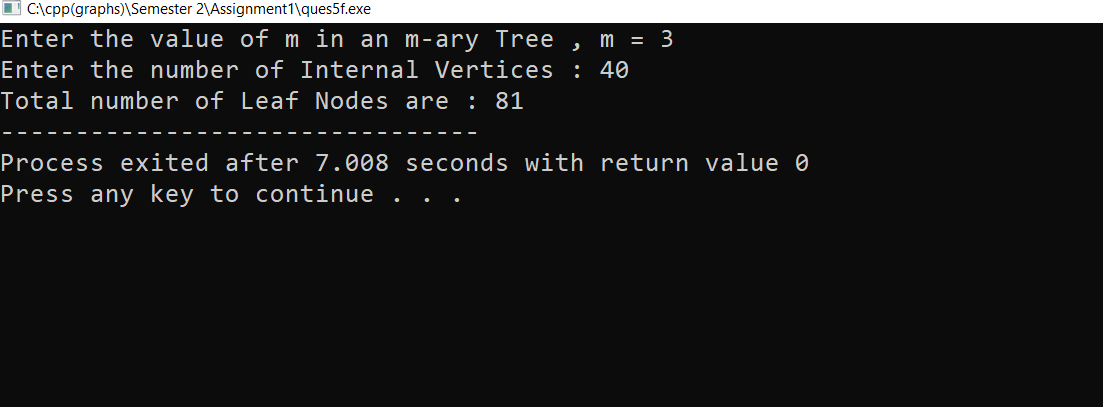 C:\cpp(graphs)\Semester 2\Assignment1\ques5f.exe
Enter the value of m in an m-ary Tree , m = 3
Enter the number of Internal Vertices : 40
Total number of Leaf Nodes are : 81
--------------------------------
Process exited after 7.008 seconds with return value 0
Press any key to continue . . .